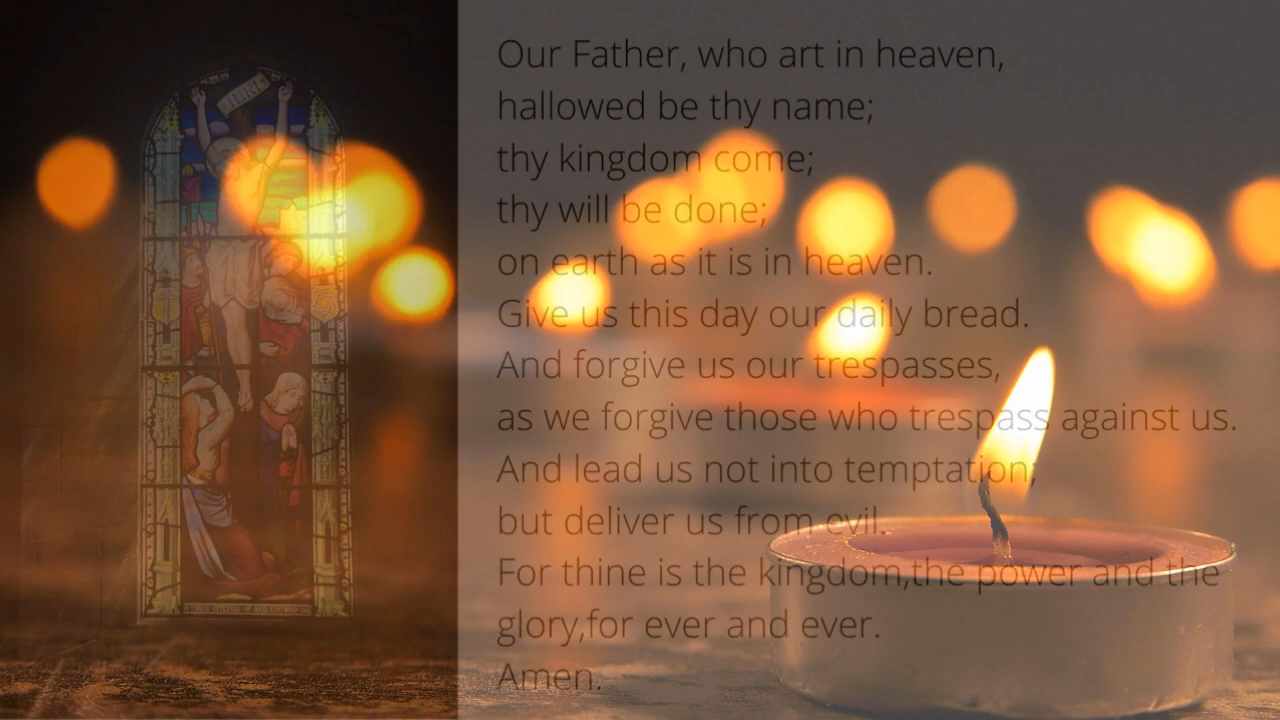 Our Father, who art in heaven,
hallowed be thy name;
thy kingdom come;
thy will be done;
on earth as it is in heaven.
Give us this day our daily bread.
And forgive us our trespasses,
as we forgive those who trespass against us.
And lead us not into temptation;
but deliver us from evil.
For thine is the kingdom,the power and the
glory,for ever and ever.
Amen.